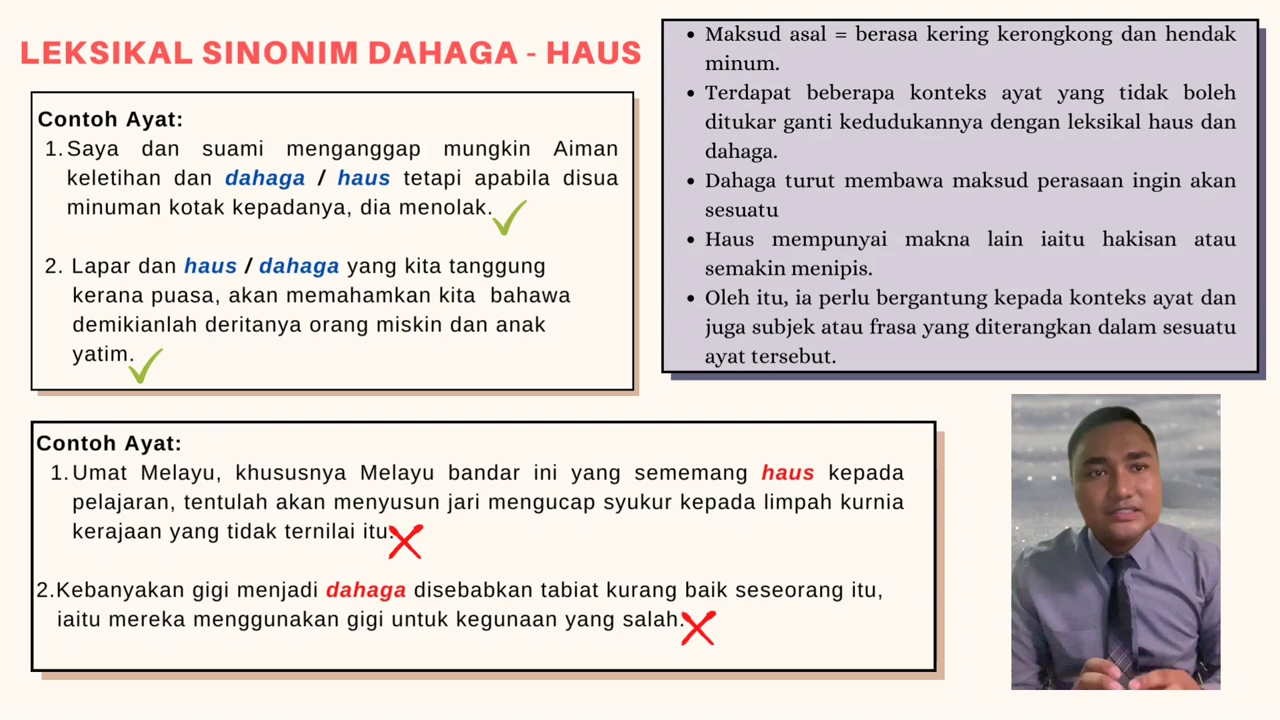 LEKSIKAL SINONIM DAHAGA - HAUS
Contoh Ayat:
1. Saya dan suami menganggap mungkin Aiman
keletihan dan dahaga / haus tetapi apabila disua
minuman kotak kepadanya, dia menolak.
2. Lapar dan haus / dahaga yang kita tanggung
kerana puasa, akan memahamkan kita bahawa
demikianlah deritanya orang miskin dan anak
yatim.
• Maksud asal = berasa kering kerongkong dan hendak
minum.
• Terdapat beberapa konteks ayat yang tidak boleh
ditukar ganti kedudukannya dengan leksikal haus dan
dahaga.
• Dahaga turut membawa maksud perasaan ingin akan
sesuatu
• Haus mempunyai makna lain iaitu hakisan atau
semakin menipis.
• Oleh itu, ia perlu bergantung kepada konteks ayat dan
juga subjek atau frasa yang diterangkan dalam sesuatu
ayat tersebut.
Contoh Ayat:
1. Umat Melayu, khususnya Melayu bandar ini yang sememang haus kepada
pelajaran, tentulah akan menyusun jari mengucap syukur kepada limpah kurnia
kerajaan yang tidak ternilai itu.
2. Kebanyakan gigi menjadi dahaga disebabkan tabiat kurang baik seseorang itu,
iaitu mereka menggunakan gigi untuk kegunaan yang salah.